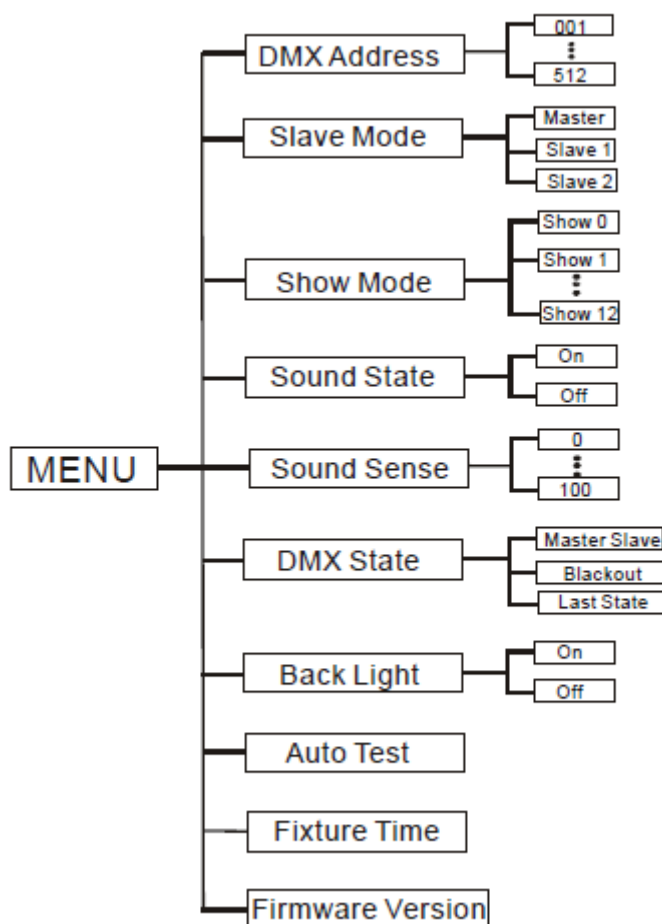 MENU
DMX Address
001
512
Slave Mode
Master
Slave 1
Slave 2
Show Mode
Show 0
Show 1
Show 12
Sound State
On
Off
Sound Sense
0
100
DMX State
Master Slave
Blackout
Last State
Back Light
On
Off
Auto Test
Fixture Time
Firmware Version